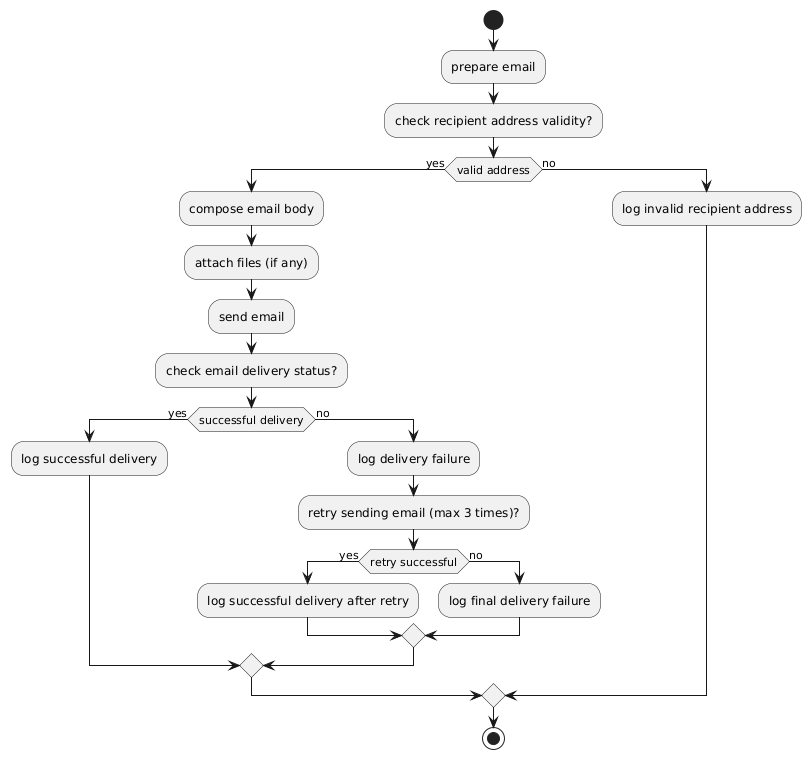 prepare email
check recipient address validity?
yes
valid address
no
compose email body
log invalid recipient address
attach files (if any)
send email
check email delivery status?
yes
successful delivery
no
log successful delivery
log delivery failure
retry sending email (max 3 times)?
yes
retry successful
no
log successful delivery after retry
log final delivery failure